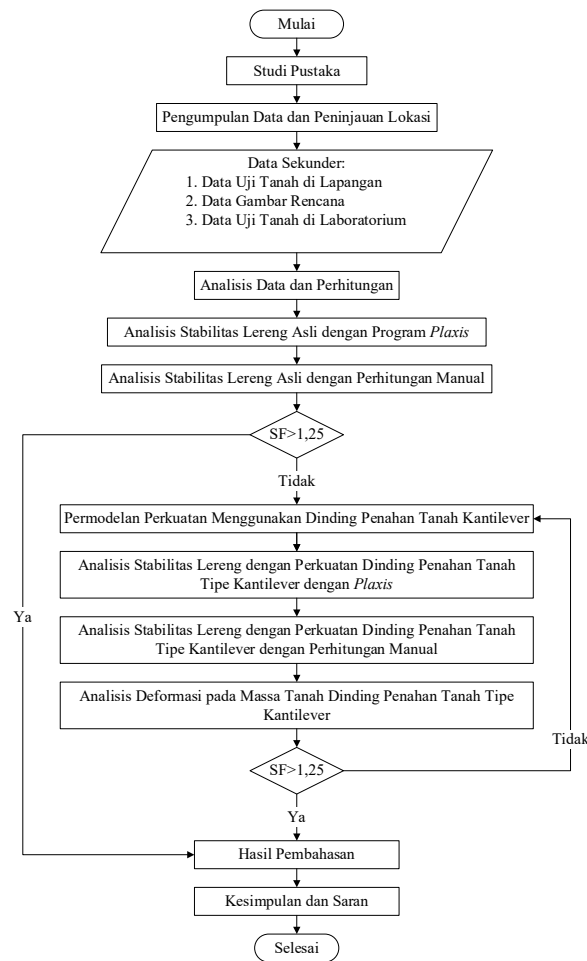 Mulai
Studi Pustaka
Pengumpulan Data dan Peninjauan Lokasi
Data Sekunder:
1. Data Uji Tanah di Lapangan
2. Data Gambar Rencana
3. Data Uji Tanah di Laboratorium
Analisis Data dan Perhitungan
Analisis Stabilitas Lereng Asli dengan Program Plaxis
Analisis Stabilitas Lereng Asli dengan Perhitungan Manual
SF>1,25
Tidak
Permodelan Perkuatan Menggunakan Dinding Penahan Tanah Kantilever
Analisis Stabilitas Lereng dengan Perkuatan Dinding Penahan Tanah
Tipe Kantilever dengan Plaxis
Ya
Analisis Stabilitas Lereng dengan Perkuatan Dinding Penahan Tanah
Tipe Kantilever dengan Perhitungan Manual
Analisis Deformasi pada Massa Tanah Dinding Penahan Tanah Tipe
Kantilever
Tidak
SF>1,25
Ya
Hasil Pembahasan
Kesimpulan dan Saran
Selesai